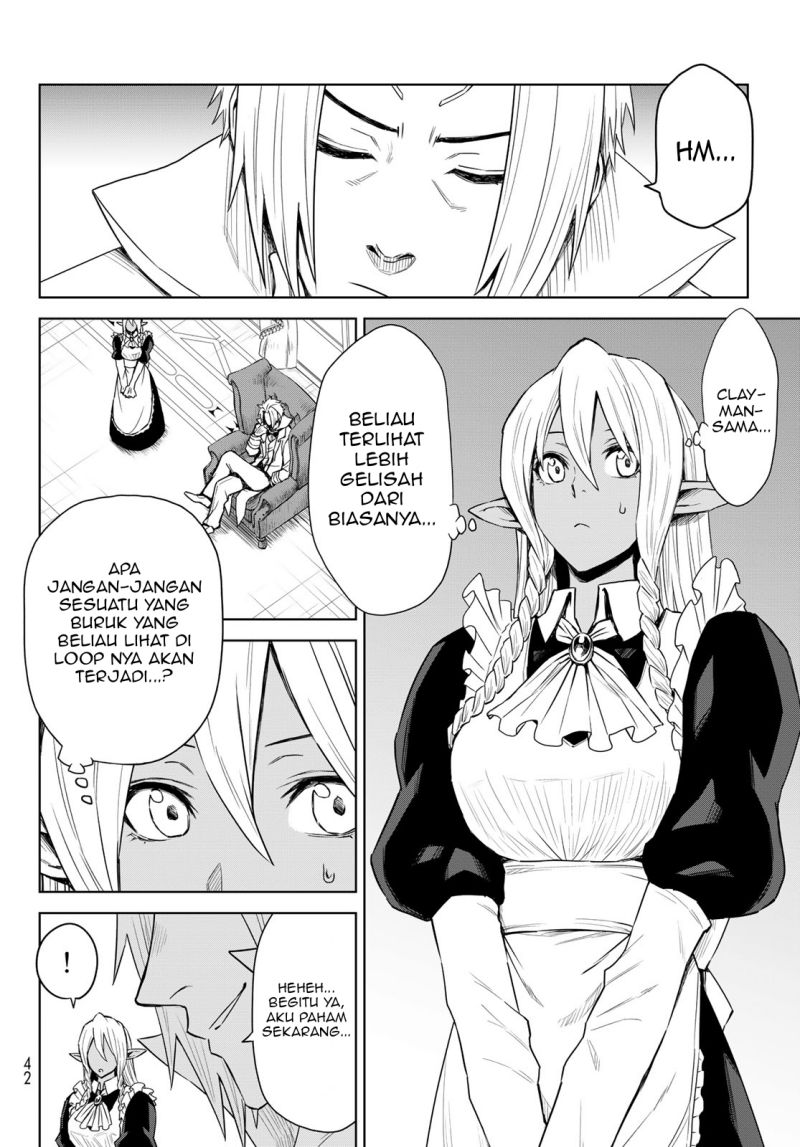 HM...
CLAY-
MAN-
SAMA...
BELIAU
TERLIHAT
LEBIH
GELISAH
DARI
BIASANYA...
APA
JANGAN-JANGAN
SESUATU YANG
BURUK YANG
BELIAU LIHAT DI
LOOP NYA AKAN
TERJADI...?
HEHEH...
BEGITU YA,
AKU PAHAM
SEKARANG...
!
42